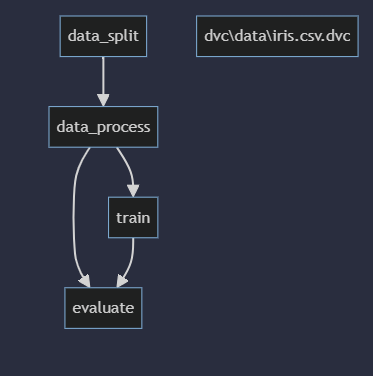 data_split
dvc\data\iris.csv.dvc
data_process
train
evaluate